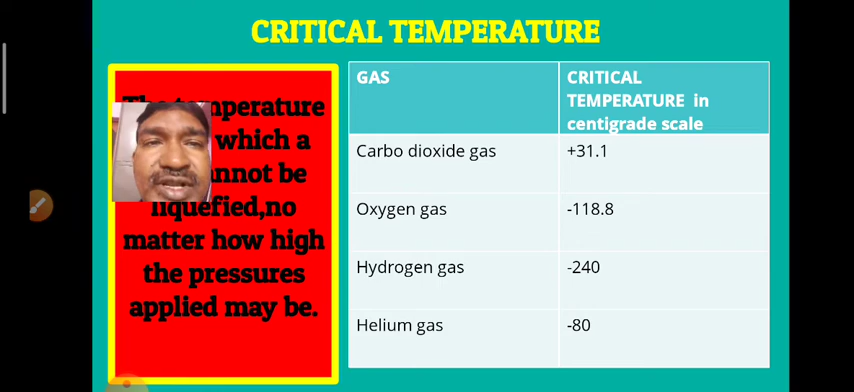 CRITICAL TEMPERATURE
temperature
which a
be
liquefied,no
matter how high
the pressures
applied may be.
GAS
CRITICAL
TEMPERATURE in
centigrade scale
Carbo dioxide gas
+31.1
Oxygen gas
-118.8
Hydrogen gas
-240
Helium gas
-80